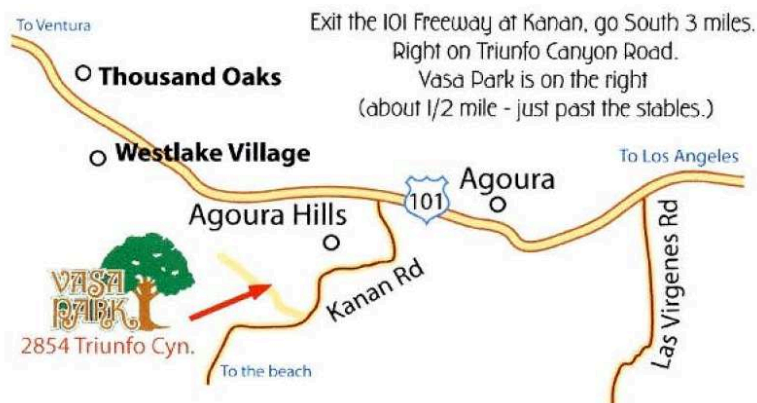 To Ventura
Exit the 101 Freeway at Kanan, go South 3 miles.
Right on Triunfo Canyon Road.
Vasa Park is on the right
(about 1/2 mile - just past the stables.)
Thousand Oaks
Westlake Village
To Los Angeles
Agoura
101
Agoura Hills
Kanan Rd
Las Virgenes Rd
VASA
PARK
2854 Triunfo Cyn.
To the beach